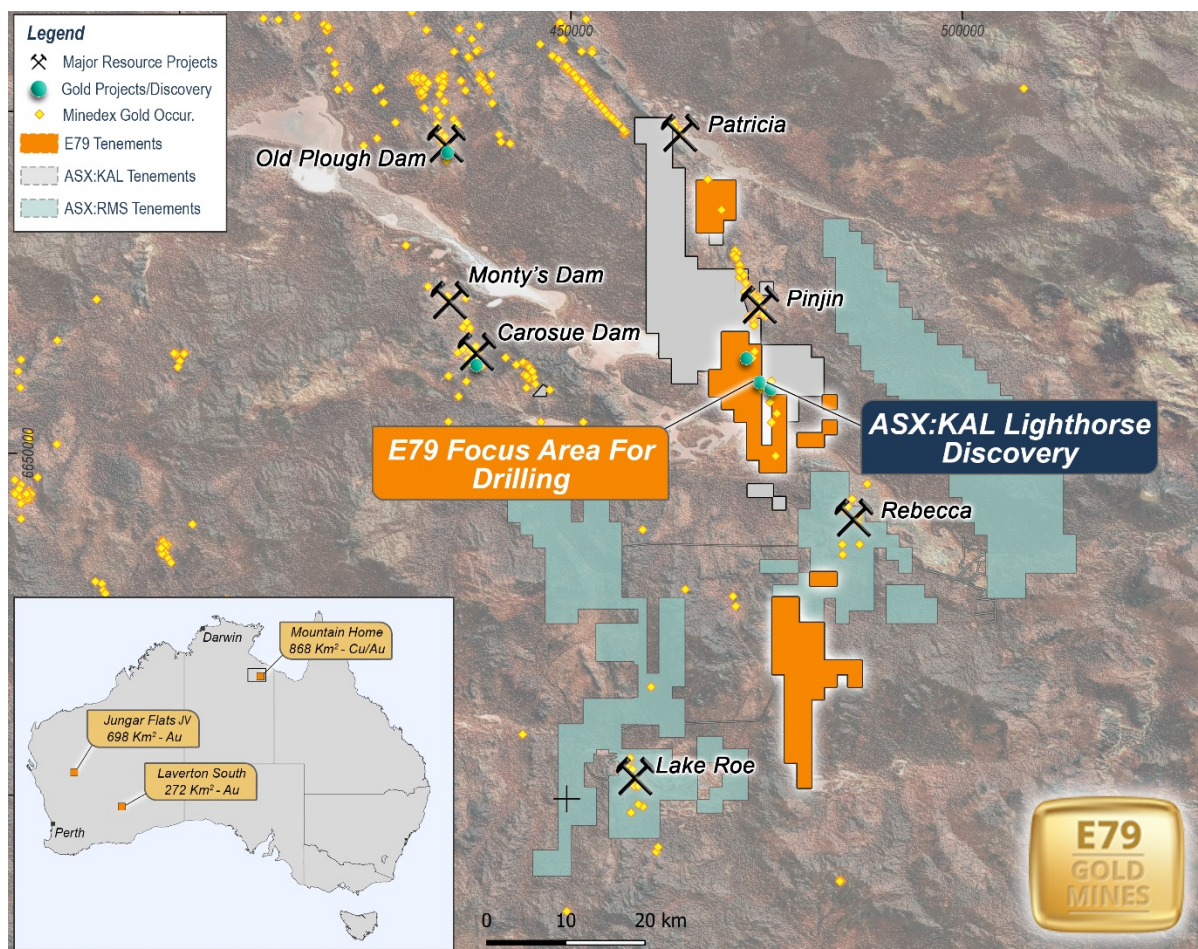 Legend
Major Resource Projects
Gold Projects/Discovery
Minedex Gold Occur.
E79 Tenements
ASX:KAL Tenements
ASX:RMS Tenements
450000
500000
6650000
Patricia
Old Plough Dam
Monty's Dam
Pinjin
Carosue Dam
E79 Focus Area For
Drilling
ASX:KAL Lighthorse
Discovery
Rebecca
Lake Roe
Darwin
Mountain Home
868 Km² - Cu/Au
Jungar Flats JV
698 Km² - Au
Laverton South
272 Km² - Au
Perth
0 10 20 km
E79
GOLD
MINES